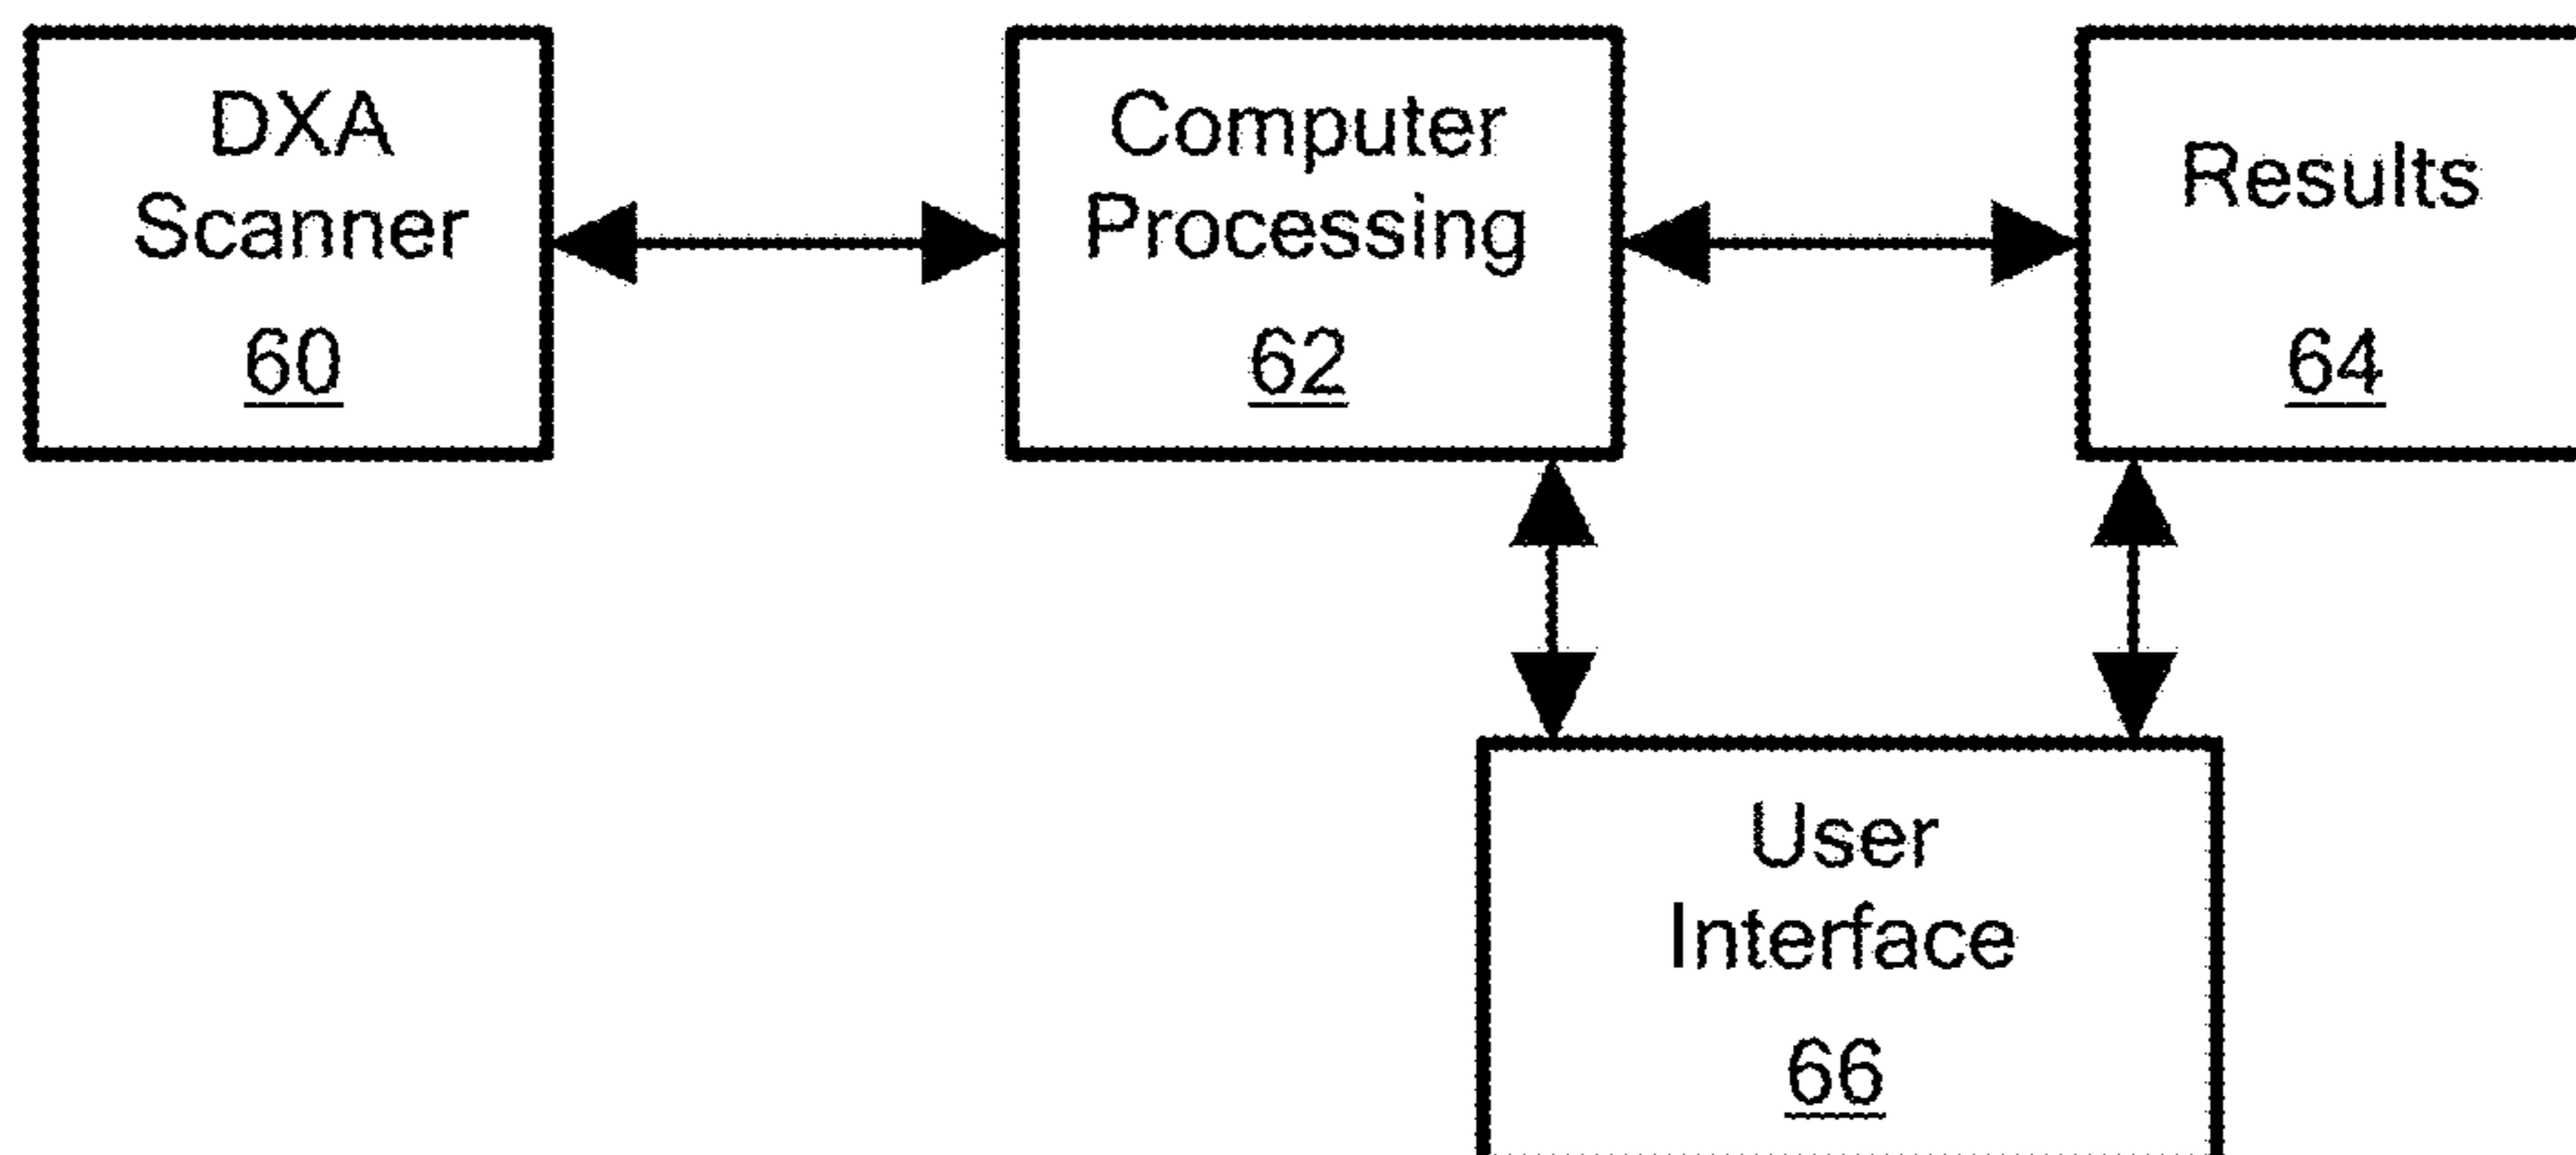 DXA
Scanner
60
Computer
Processing
62
Results
64
User
Interface
66